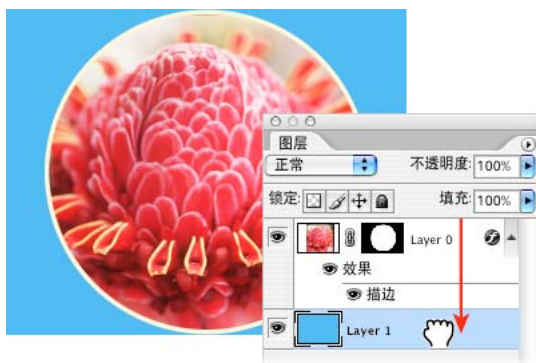 图层
正常 不透明度: 100%
锁定: 填充: 100%
Layer 0
效果
描边
Layer 1